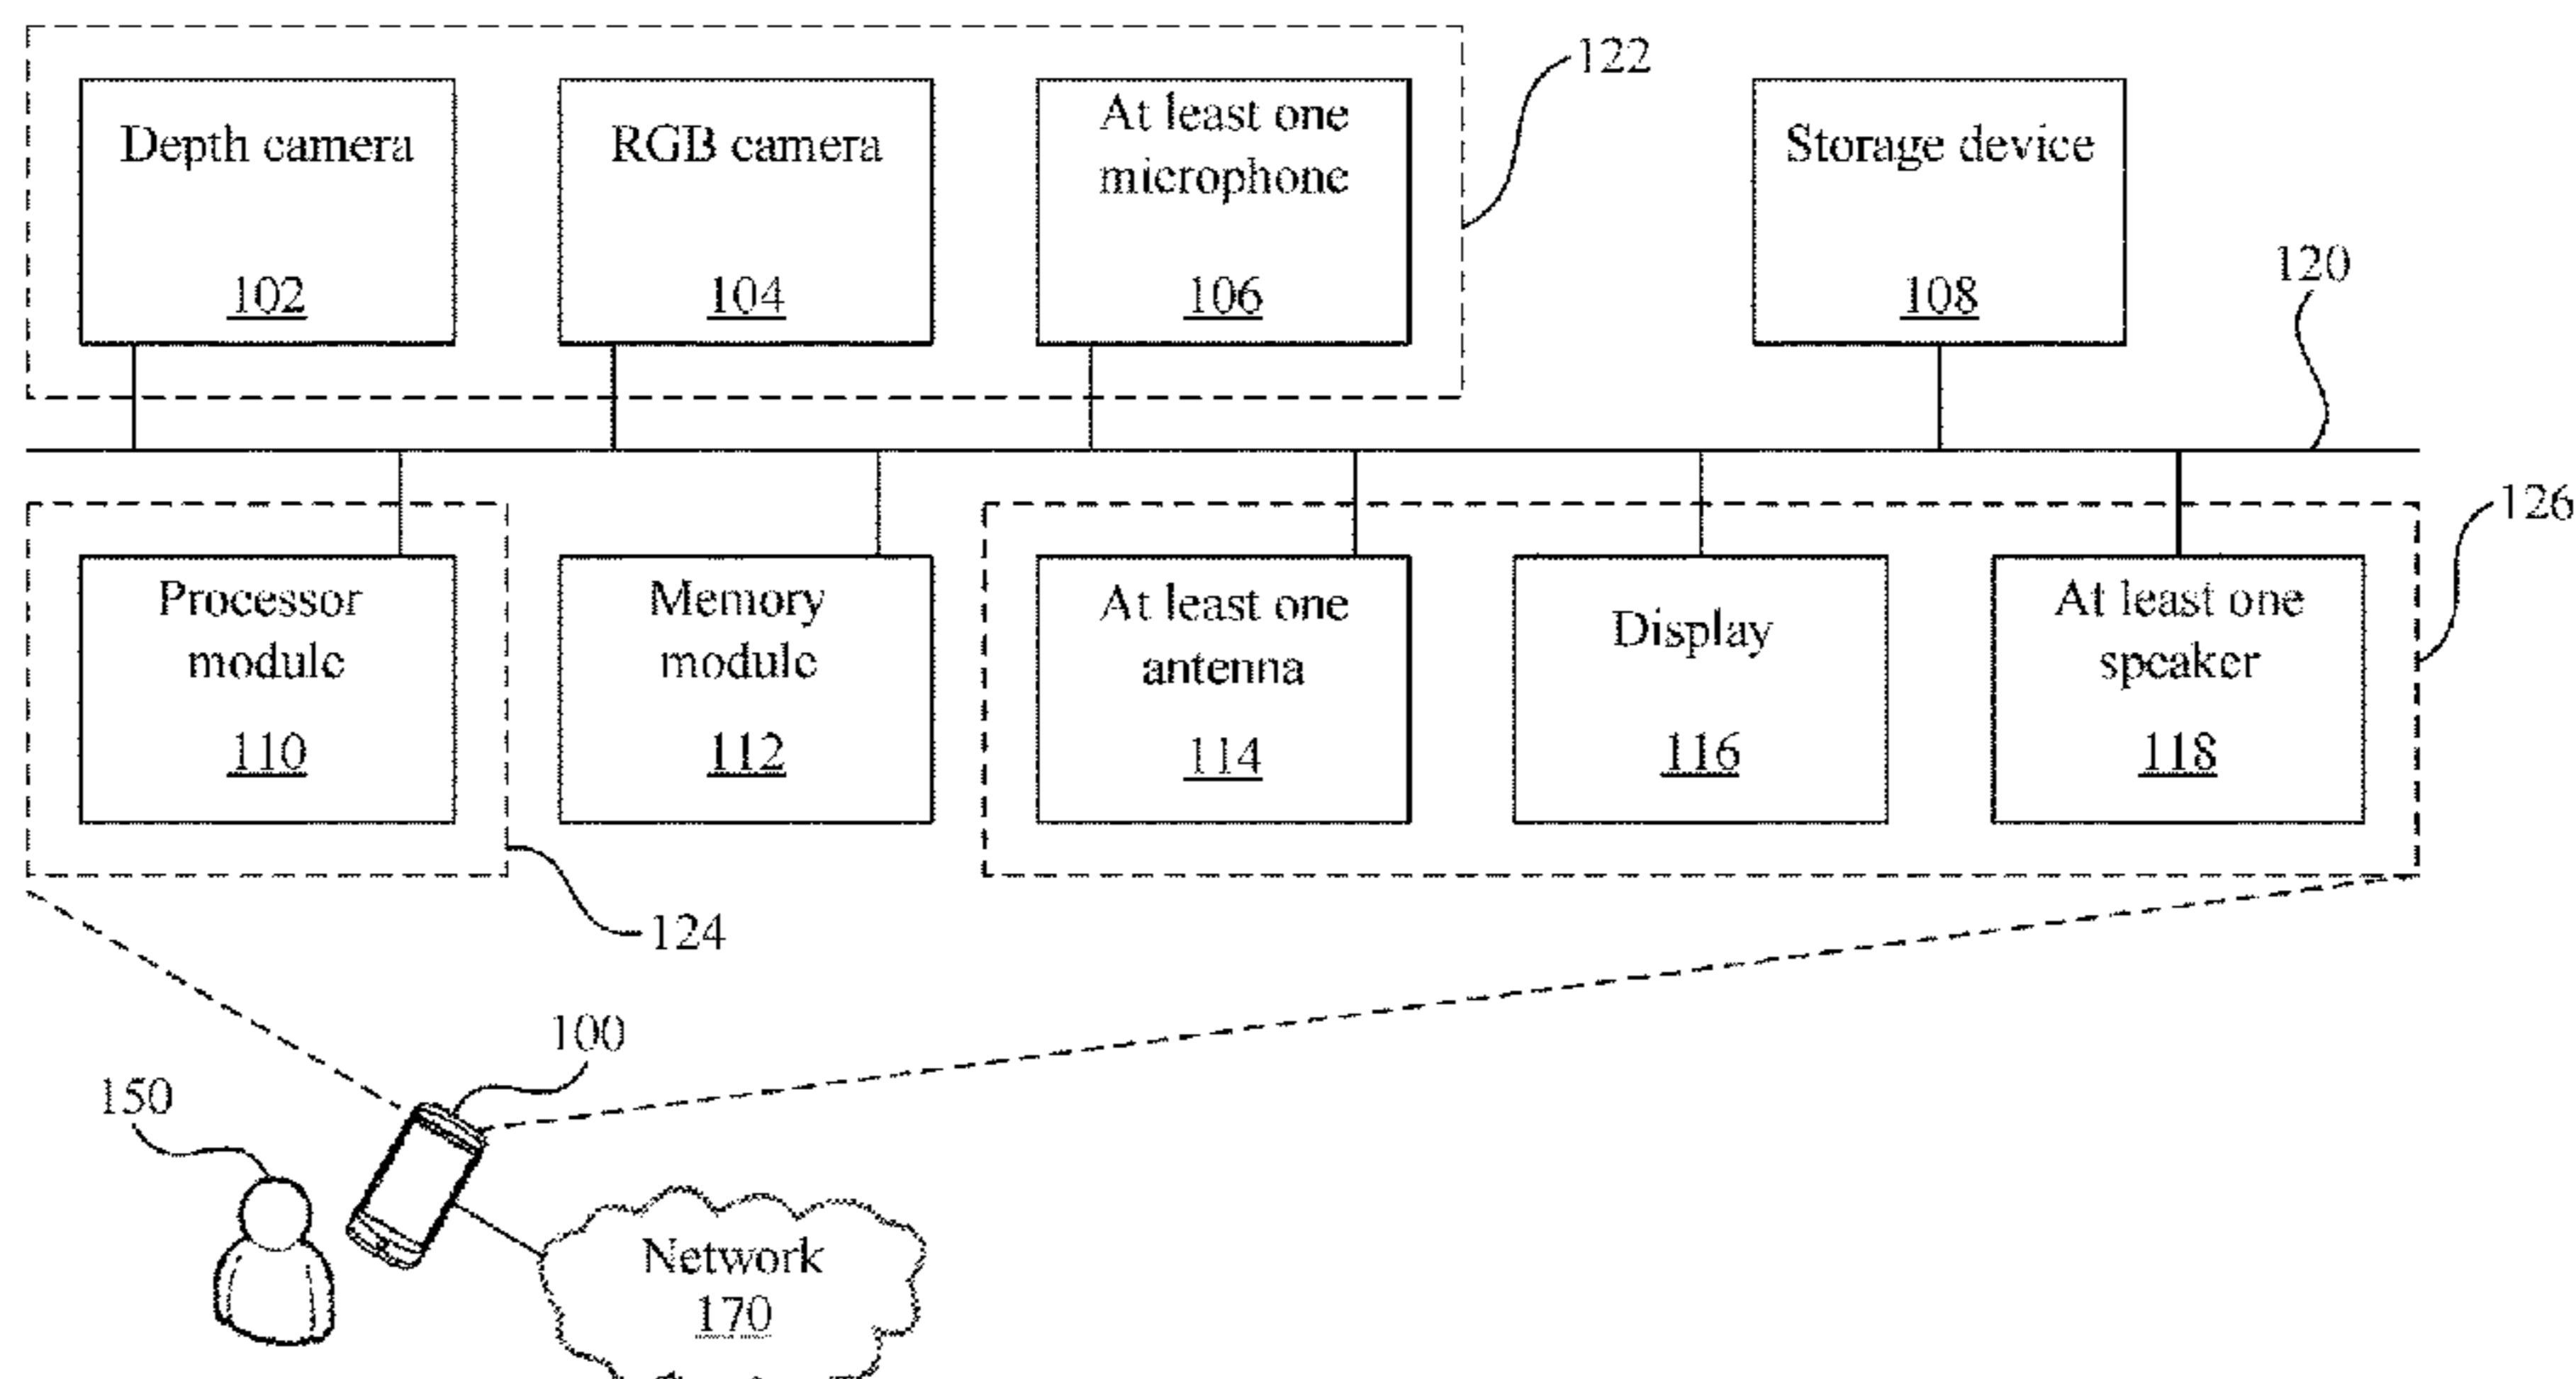 122
Depth camera
102
RGB camera
104
At least one
microphone
106
Storage device
108
120
Processor
module
110
Memory
module
112
At least one
antenna
114
Display
116
At least one
speaker
118
126
124
100
150
Network
170